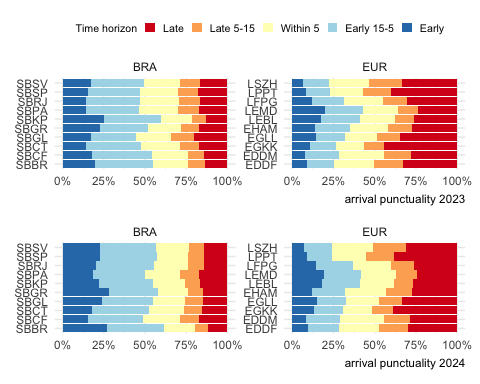 Time horizon Late Late 5-15 Within 5 Early 15-5 Early
BRA EUR
SBSV
SBSP
SBRJ
SBPA
SBKP
SBGR
SBGL
SBCT
SBCF
SBBR
LSZH
LPPT
LFPG
LEMD
LEBL
EHAM
EGLL
EGKK
EDDM
EDDF
0% 25% 50% 75% 100% 0% 25% 50% 75% 100%
arrival punctuality 2023
BRA EUR
SBSV
SBSP
SBRJ
SBPA
SBKP
SBGR
SBGL
SBCT
SBCF
SBBR
LSZH
LPPT
LFPG
LEMD
LEBL
EHAM
EGLL
EGKK
EDDM
EDDF
0% 25% 50% 75% 100% 0% 25% 50% 75% 100%
arrival punctuality 2024